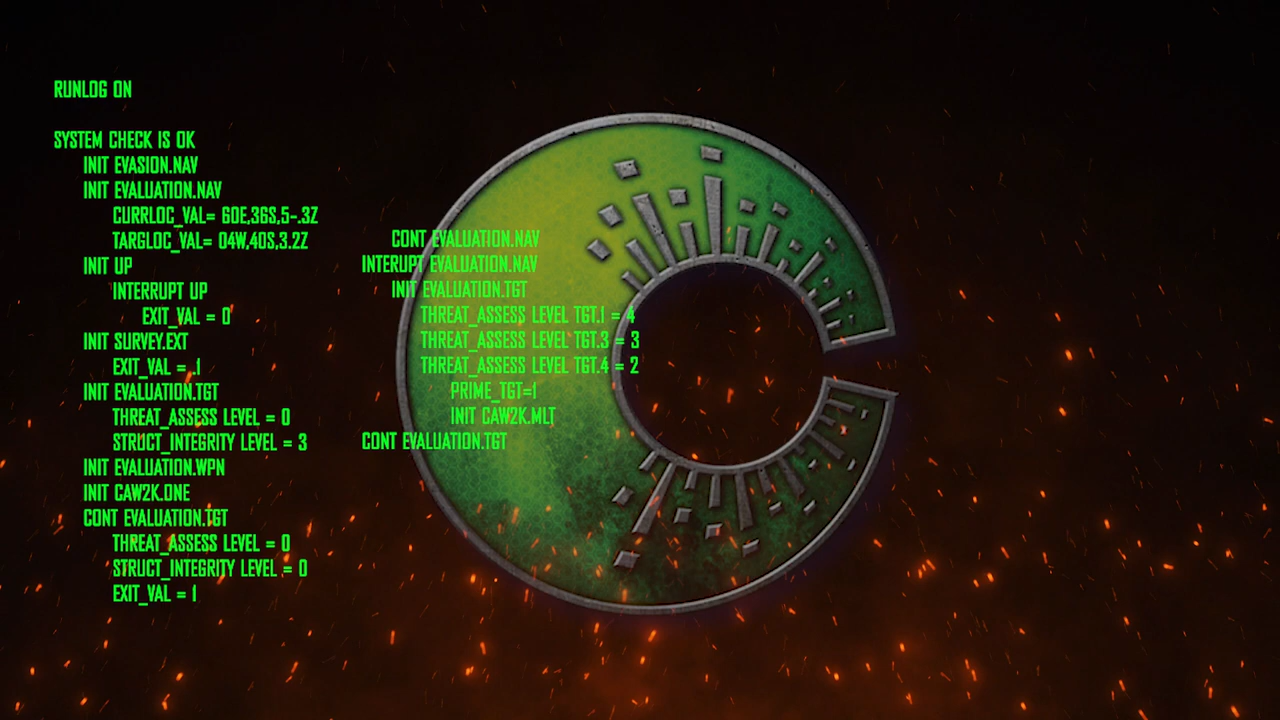 RUNLOG ON
SYSTEM CHECK IS OK
INIT EVASION.NAV
INIT EVALUATION.NAV
CURRLOC_VAL= 60E,36S,5-.3Z
TARGLOC_VAL= 04W,40S,3.2Z
INIT UP
INTERRUPT UP
EXIT_VAL = 0
INIT SURVEY.EXT
EXIT_VAL = .1
INIT EVALUATION.TGT
THREAT_ASSESS LEVEL = 0
STRUCT_INTEGRITY LEVEL = 3
INIT EVALUATION.WPN
INIT CAW2K.ONE
CONT EVALUATION.TGT
THREAT_ASSESS LEVEL = 0
STRUCT_INTEGRITY LEVEL = 0
EXIT_VAL = 1
CONT EVALUATION.NAV
INTERUPT EVALUATION.NAV
INIT EVALUATION.TGT
THREAT_ASSESS LEVEL TGT.1 = 4
THREAT_ASSESS LEVEL TGT.3 = 3
THREAT_ASSESS LEVEL TGT.4 = 2
PRIME_TGT=1
INIT CAW2K.MLT
CONT EVALUATION.TGT